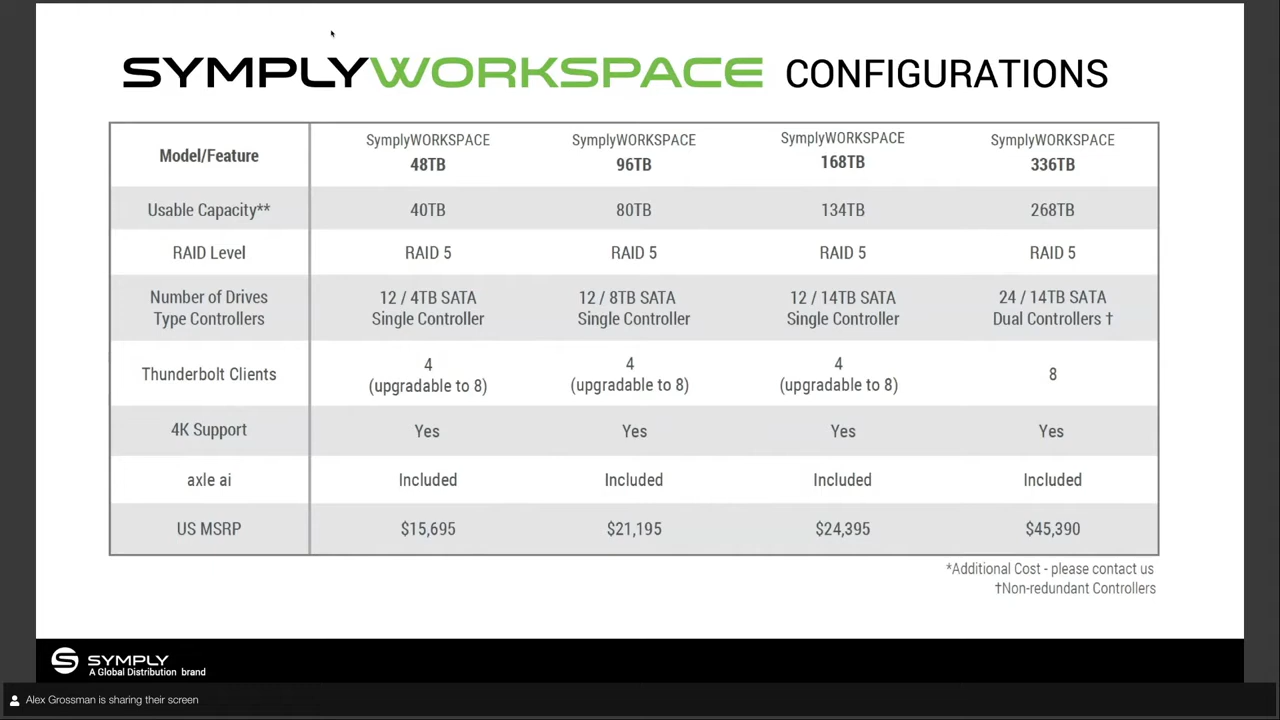 SYMPLYWORKSPACE CONFIGURATIONS
Model/Feature
SymplyWORKSPACE
48TB
SymplyWORKSPACE
96TB
SymplyWORKSPACE
168TB
SymplyWORKSPACE
336TB
Usable Capacity** 40TB 80TB 134TB 268TB
RAID Level RAID 5 RAID 5 RAID 5 RAID 5
Number of Drives
Type Controllers
12 / 4TB SATA
Single Controller
12 / 8TB SATA
Single Controller
12 / 14TB SATA
Single Controller
24 / 14TB SATA
Dual Controllers †
Thunderbolt Clients
4
(upgradable to 8)
4
(upgradable to 8)
4
(upgradable to 8)
8
4K Support Yes Yes Yes Yes
axle ai Included Included Included Included
US MSRP $15,695 $21,195 $24,395 $45,390
*Additional Cost - please contact us
†Non-redundant Controllers
SYMPLY
A Global Distribution brand
Alex Grossman is sharing their screen